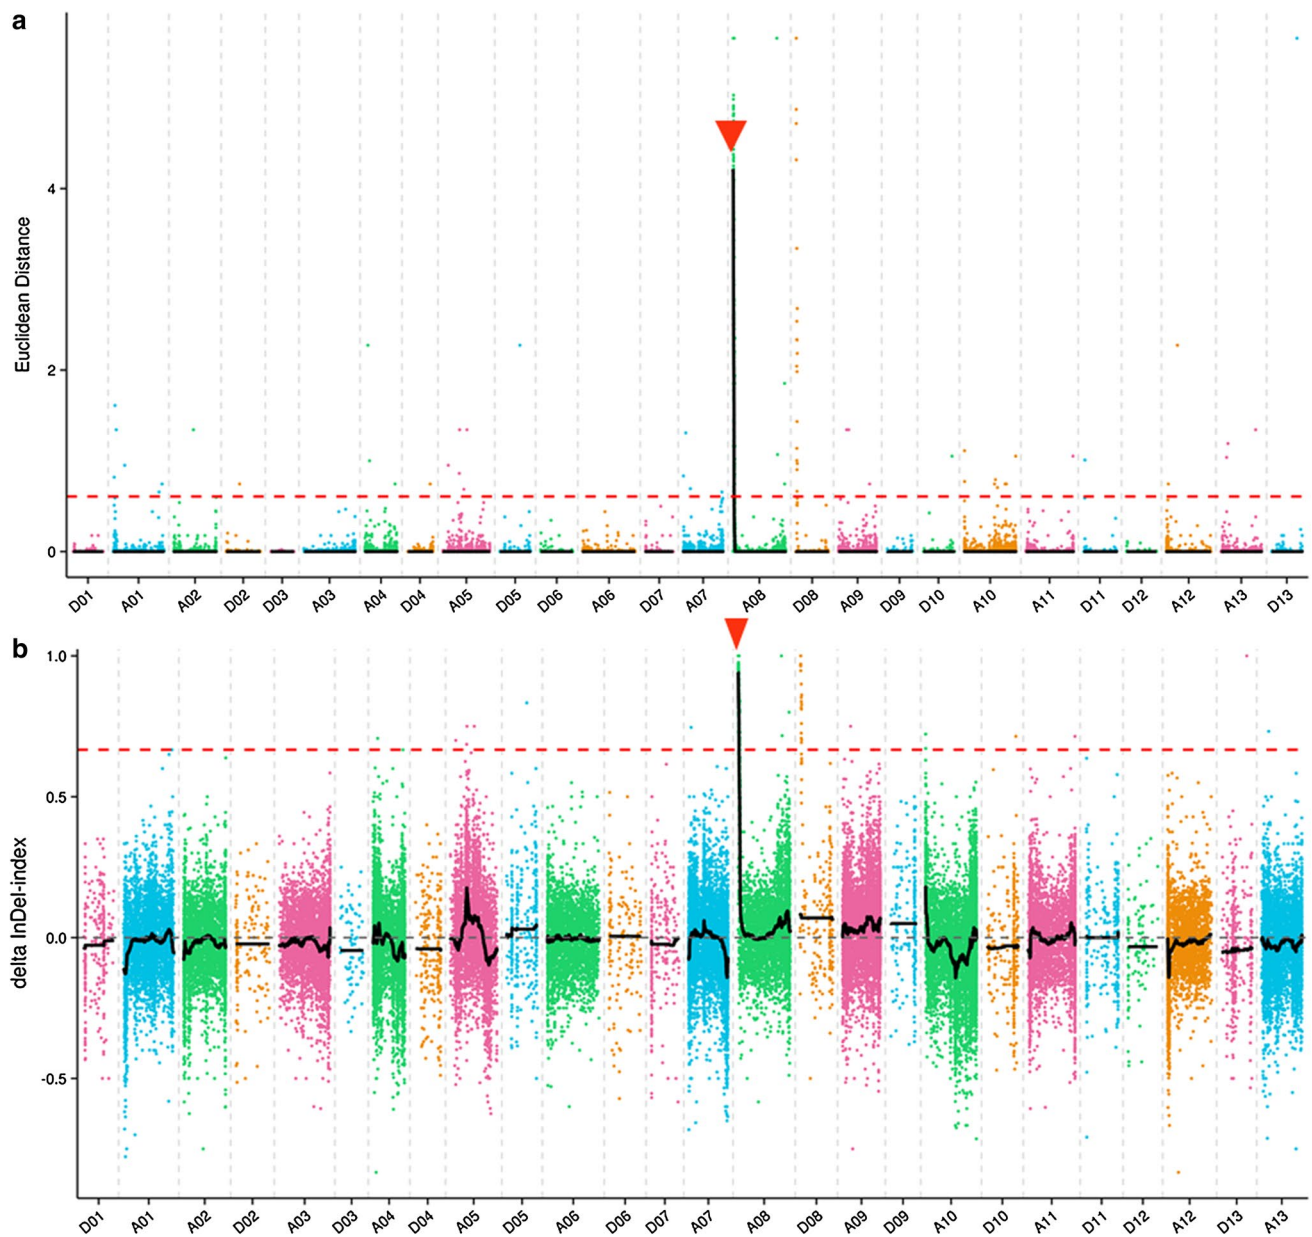 a
Euclidean Distance
4
2
0
D01 A01 A02 D02 D03 A03 A04 D04 A05 D05 D06 A06 D07 A07 A08 D08 A09 D09 D10 A10 A11 D11 D12 A12 A13 D13
b
delta InDel-index
1.0
0.5
0.0
-0.5
D01 A01 A02 D02 A03 D03 A04 D04 A05 D05 A06 D06 D07 A07 A08 D08 A09 D09 A10 D10 A11 D11 D12 A12 D13 A13